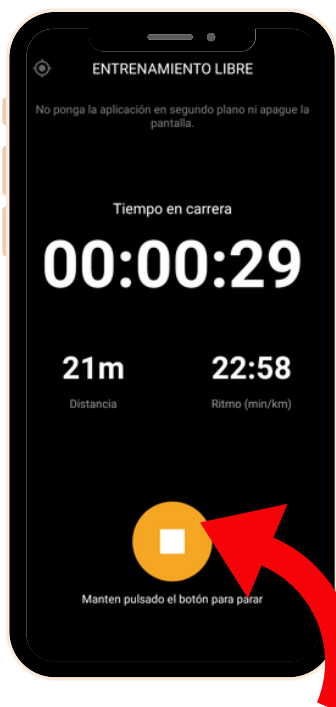 ENTRENAMIENTO LIBRE
No ponga la aplicación en segundo plano ni apague la
pantalla.
Tiempo en carrera
00:00:29
21m 22:58
Distancia Ritmo (min/km)
Manten pulsado el botón para parar